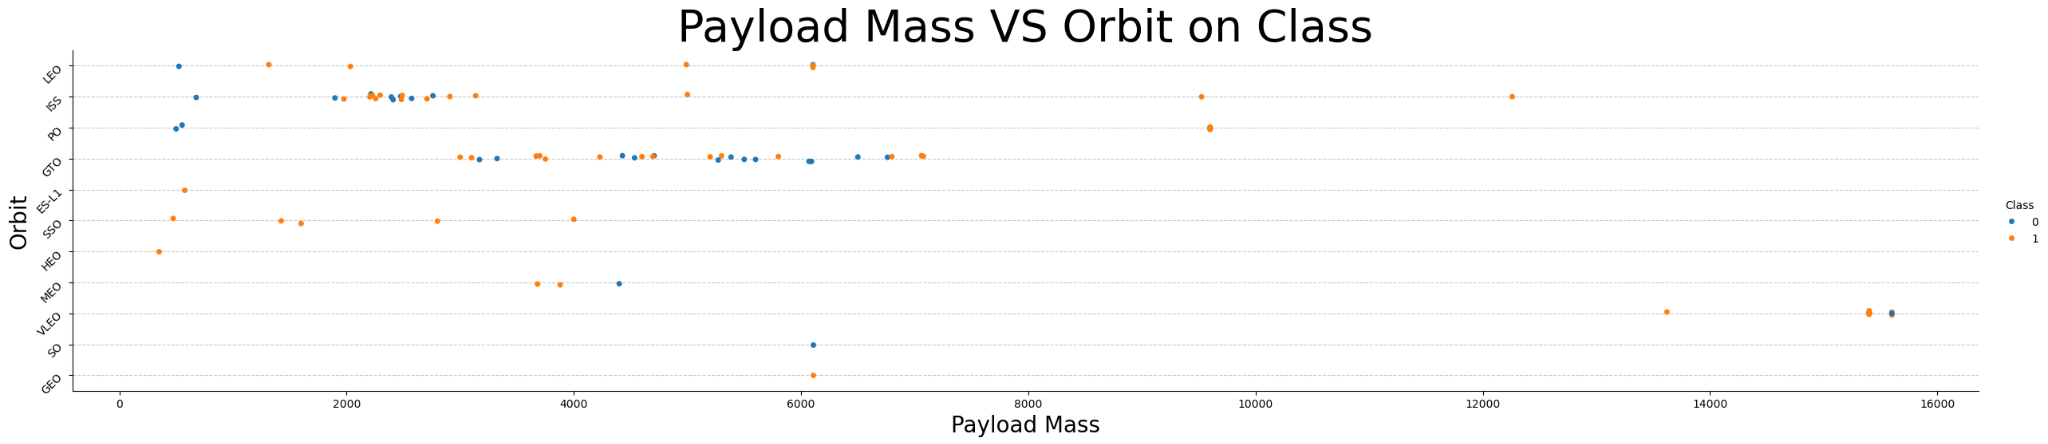 Payload Mass VS Orbit on Class
LEO
ISS
PO
GTO
ES-L1
SSO
HEO
MEO
VLEO
SO
GEO
Orbit
0 2000 4000 6000 8000 10000 12000 14000 16000
Payload Mass
Class
0
1